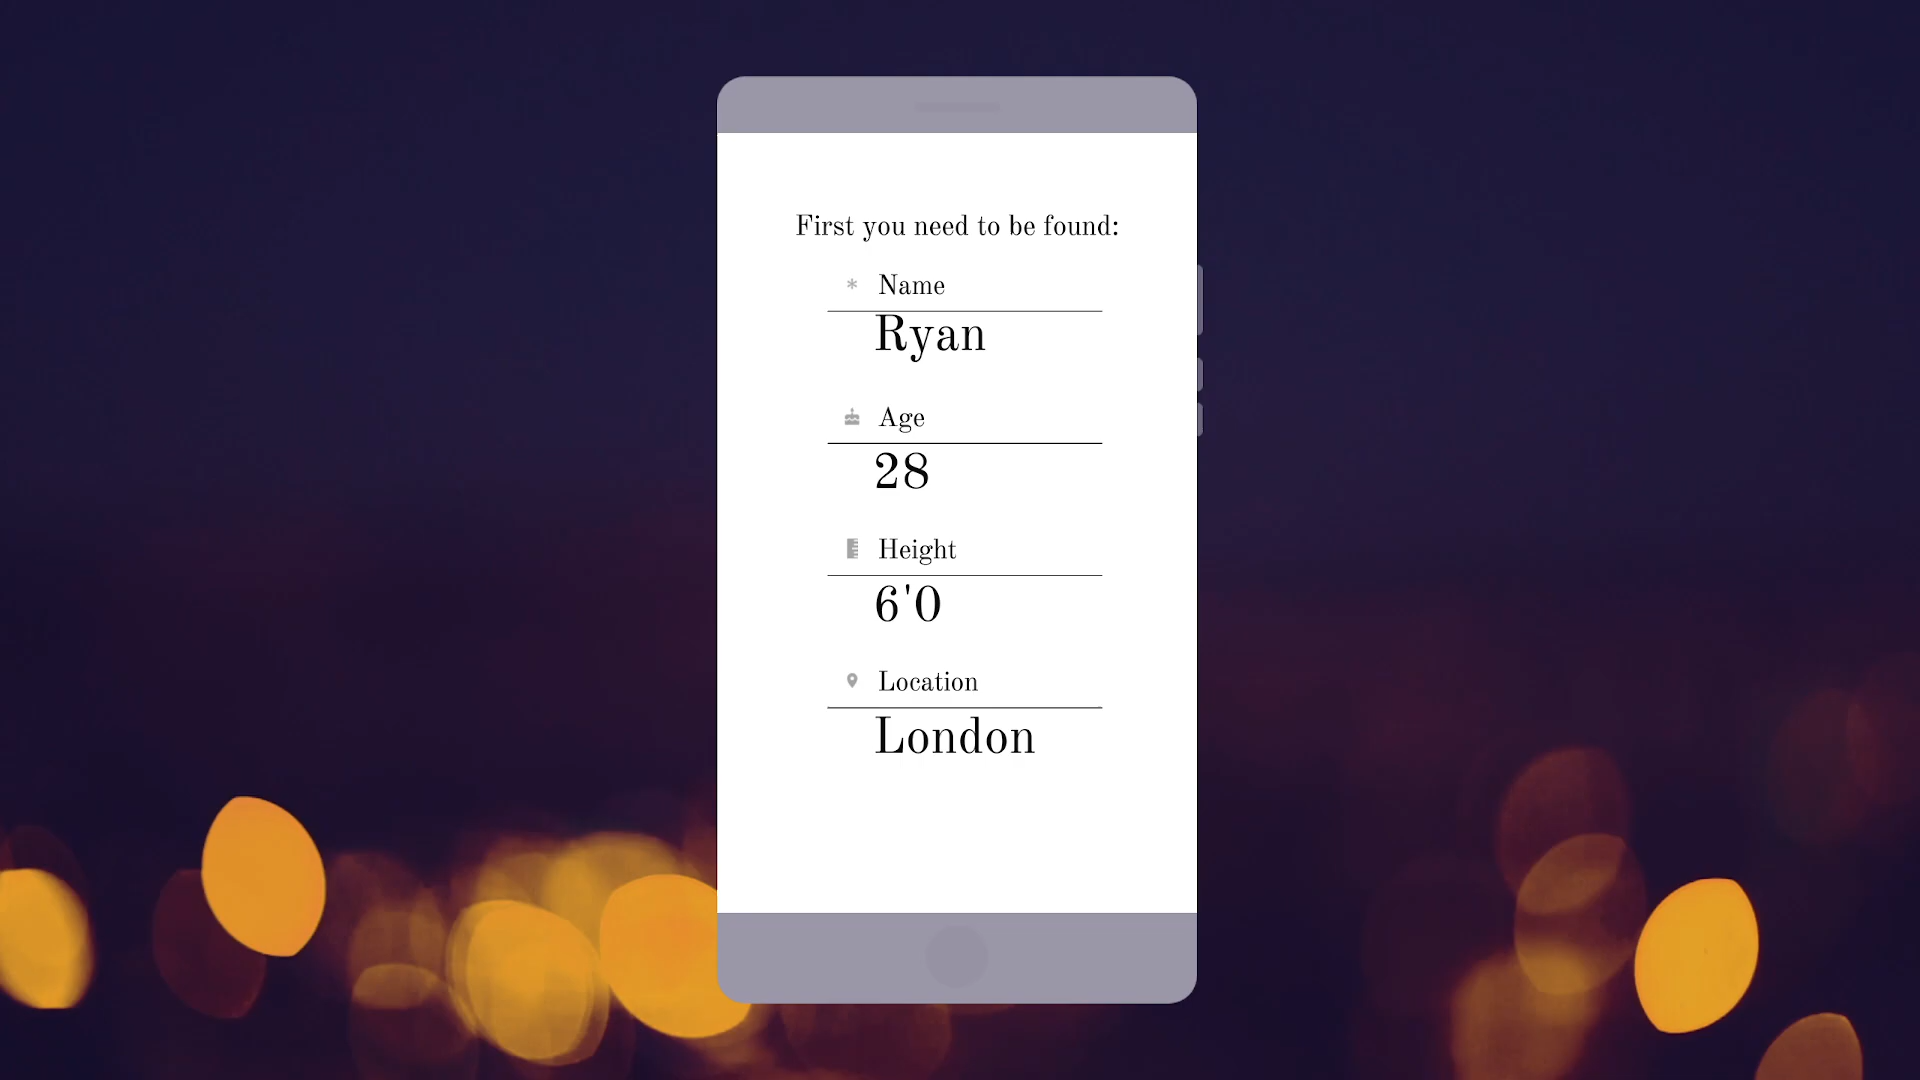 First you need to be found:
* Name
Ryan
Age
28
Height
6'0
Location
London